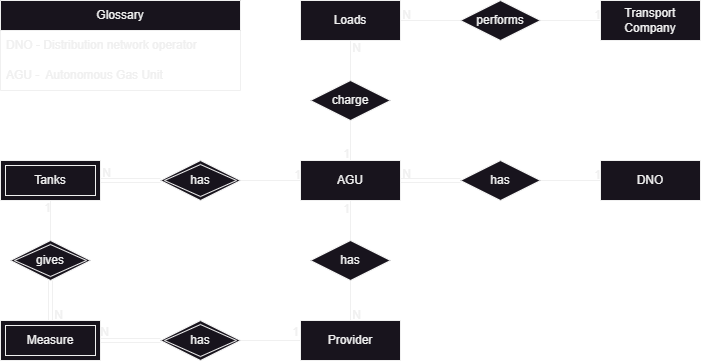 Glossary
DNO - Distribution network operator
AGU - Autonomous Gas Unit
Loads
N
performs
1
Transport
Company
N
charge
1
Tanks
N
has
1
AGU
N
has
1
DNO
1
1
gives
has
N
N
Measure
N
has
1
Provider